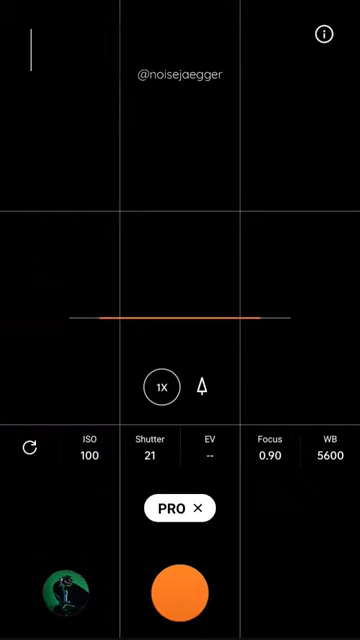 @noisejaegger
1X
ISO Shutter EV Focus WB
100 21 -- 0.90 5600
PRO ×